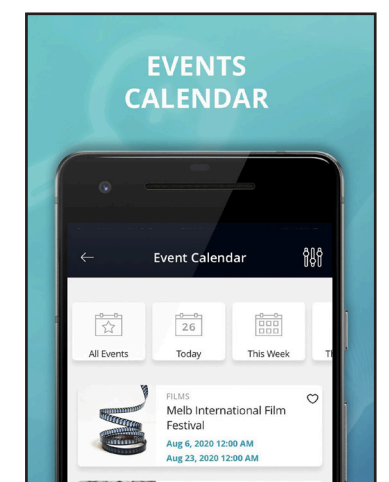 EVENTS
CALENDAR
Event Calendar
All Events
26
Today
This Week
FILMS
Melb International Film
Festival
Aug 6, 2020 12:00 AM
Aug 23, 2020 12:00 AM